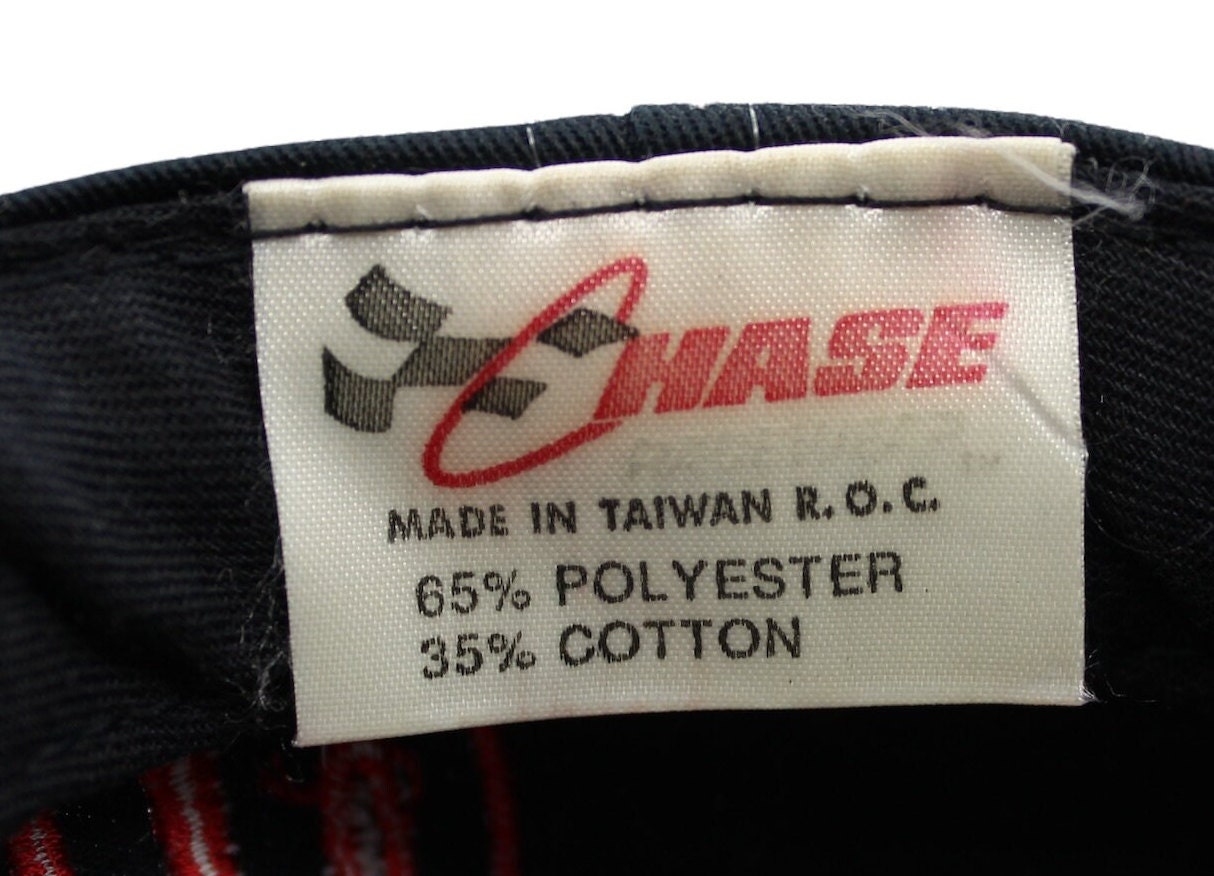 CHASE
MADE IN TAIWAN R.O.C.
65% POLYESTER
35% COTTON